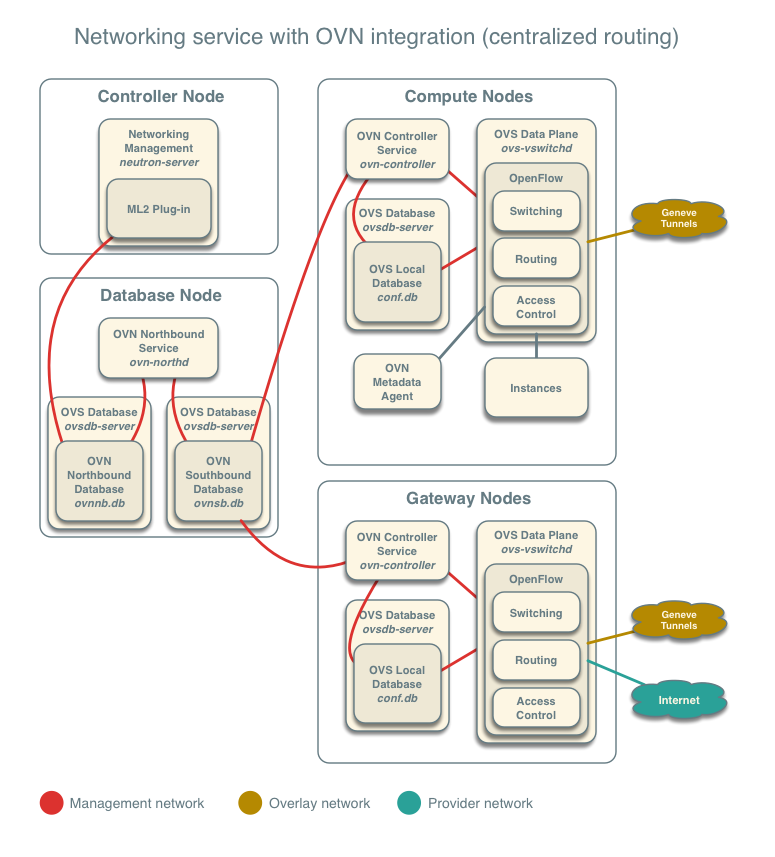 Networking service with OVN integration (centralized routing)
Controller Node
Networking
Management
neutron-server
ML2 Plug-in
Database Node
OVN Northbound
Service
ovn-northd
OVS Database
ovsdb-server
OVN
Northbound
Database
ovnnb.db
OVS Database
ovsdb-server
OVN
Southbound
Database
ovnsb.db
Compute Nodes
OVN Controller
Service
ovn-controller
OVS Database
ovsdb-server
OVS Local
Database
conf.db
OVN
Metadata
Agent
OVS Data Plane
ovs-vswitchd
OpenFlow
Switching
Routing
Access
Control
Instances
Geneve
Tunnels
Gateway Nodes
OVN Controller
Service
ovn-controller
OVS Database
ovsdb-server
OVS Local
Database
conf.db
OVS Data Plane
ovs-vswitchd
OpenFlow
Switching
Routing
Access
Control
Geneve
Tunnels
Internet
Management network
Overlay network
Provider network